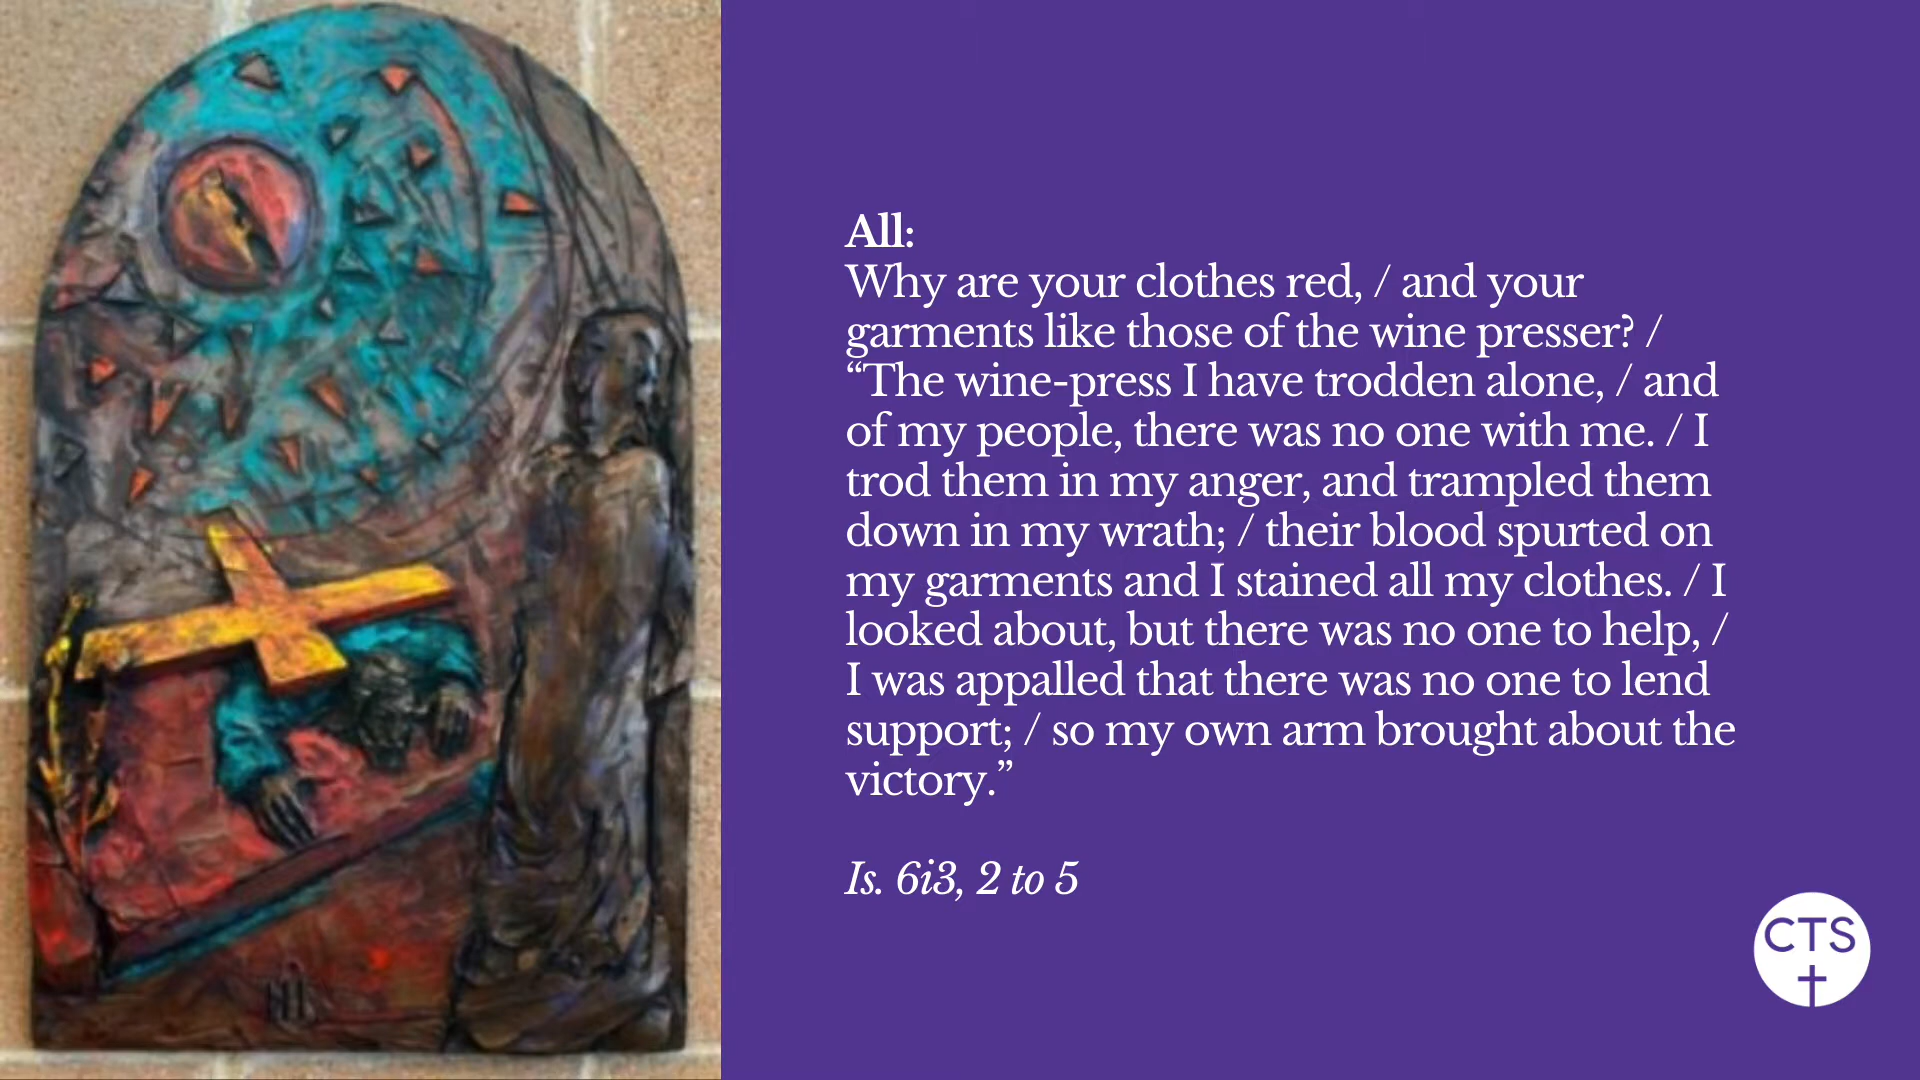 All:
Why are your clothes red, / and your
garments like those of the wine presser? /
“The wine-press I have trodden alone, / and
of my people, there was no one with me. / I
trod them in my anger, and trampled them
down in my wrath; / their blood spurted on
my garments and I stained all my clothes. / I
looked about, but there was no one to help, /
I was appalled that there was no one to lend
support; / so my own arm brought about the
victory.”
Is. 6i3, 2 to 5
CTS